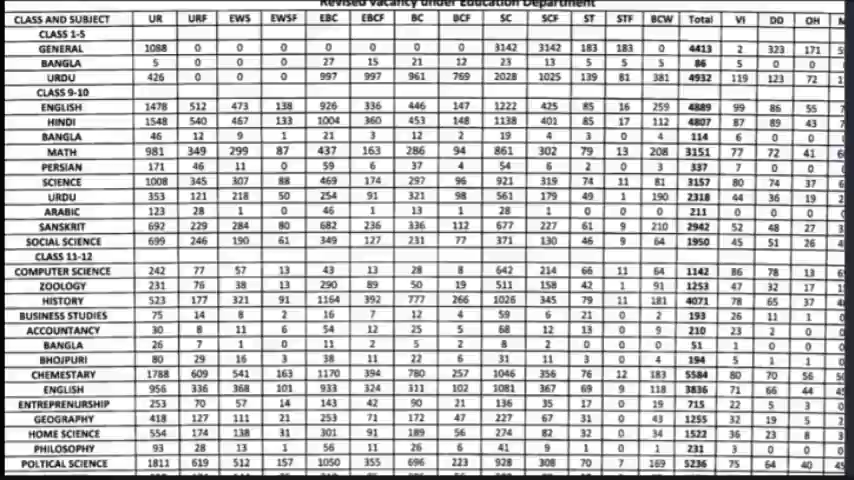 Revised Vacancy under Education Department
CLASS AND SUBJECT UR URF EWS EWSF EBC EBCF BC BCF SC SCF ST STF BCW Total VI DD OH
CLASS 1-5
GENERAL 1088 0 0 0 0 0 0 0 3142 3142 183 183 0 4413 2 323 171
BANGLA 5 0 0 0 27 15 21 12 23 13 5 5 5 86 5 0 0
URDU 426 0 0 0 997 997 961 769 2028 1025 139 81 381 4932 119 123 72
CLASS 9-10
ENGLISH 1478 512 473 138 926 336 446 147 1222 425 85 16 259 4889 99 86 55
HINDI 1548 540 467 133 1004 360 453 148 1138 401 85 17 112 4807 87 89 43
BANGLA 46 12 9 1 21 3 12 2 19 4 3 0 4 114 6 0 0
MATH 981 349 299 87 437 163 286 94 861 302 79 13 208 3151 77 72 41
PERSIAN 171 46 11 0 59 6 37 4 54 6 2 0 3 337 7 0 0
SCIENCE 1008 345 307 88 469 174 297 96 921 319 74 11 81 3157 80 74 37
URDU 353 121 218 50 254 91 321 98 561 179 49 1 190 2318 44 36 19
ARABIC 123 28 1 0 46 1 13 1 28 1 0 0 0 211 0 0 0
SANSKRIT 692 229 284 80 682 236 336 112 677 227 61 9 210 2942 52 48 27
SOCIAL SCIENCE 699 246 190 61 349 127 231 77 371 130 46 9 64 1950 45 51 26
CLASS 11-12
COMPUTER SCIENCE 242 77 57 13 43 13 28 8 642 214 66 11 64 1142 86 78 13
ZOOLOGY 231 76 38 13 290 89 50 19 511 158 42 1 91 1253 47 32 17
HISTORY 523 177 321 91 1164 392 777 266 1026 345 79 11 181 4071 78 65 37
BUSINESS STUDIES 75 14 8 2 16 7 12 4 59 6 21 0 2 193 26 11 1
ACCOUNTANCY 30 8 11 6 54 12 25 5 68 12 13 0 9 210 23 2 0
BANGLA 26 7 1 0 11 2 5 2 8 2 0 0 0 51 1 0 0
BHOJPURI 80 29 16 3 38 11 22 6 31 11 3 0 4 194 5 1 1
CHEMESTARY 1788 609 541 163 1170 394 780 257 1046 356 76 12 183 5584 80 70 56
ENGLISH 956 336 368 101 933 324 311 102 1081 367 69 9 118 3836 71 66 44
ENTREPRENURSHIP 253 70 57 14 143 42 90 21 136 35 17 0 19 715 22 5 3
GEOGRAPHY 418 127 111 21 253 71 172 47 227 67 31 0 43 1255 32 19 5
HOME SCIENCE 554 174 138 31 301 91 189 56 274 82 32 0 34 1522 36 23 8
PHILOSOPHY 93 28 13 1 56 11 26 6 41 9 1 0 1 231 3 0 0
POLTICAL SCIENCE 1811 619 512 157 1050 355 696 223 928 308 70 7 169 5236 75 64 40